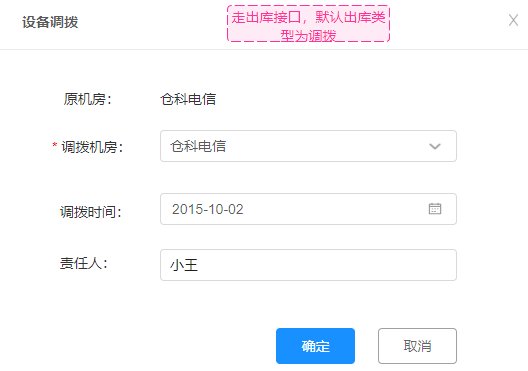 设备调拨
走出库接口，默认出库类
型为调拨
X
原机房：
仓科电信
* 调拨机房：
仓科电信
调拨时间：
2015-10-02
责任人：
小王
确定
取消